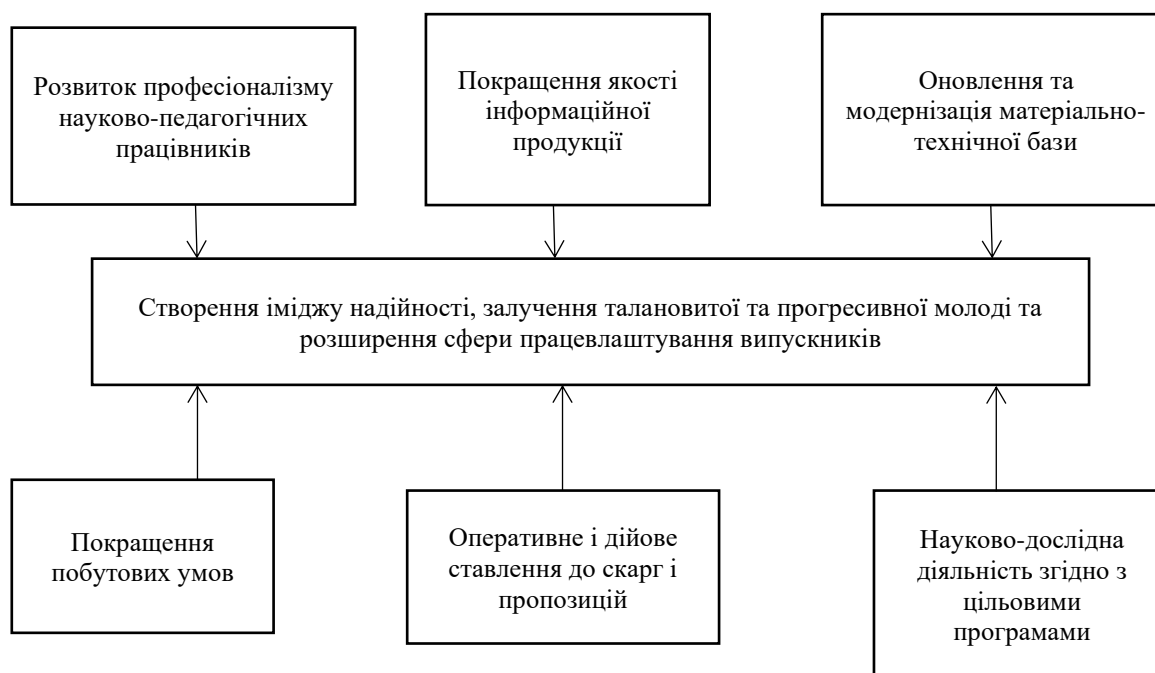 Розвиток професіоналізму
науково-педагогічних
працівників
Покращення якості
інформаційної
продукції
Оновлення та
модернізація матеріально-
технічної бази
Створення іміджу надійності, залучення талановитої та прогресивної молоді та
розширення сфери працевлаштування випускників
Покращення
побутових умов
Оперативне і дійове
ставлення до скарг і
пропозицій
Науково-дослідна
діяльність згідно з
цільовими
програмами